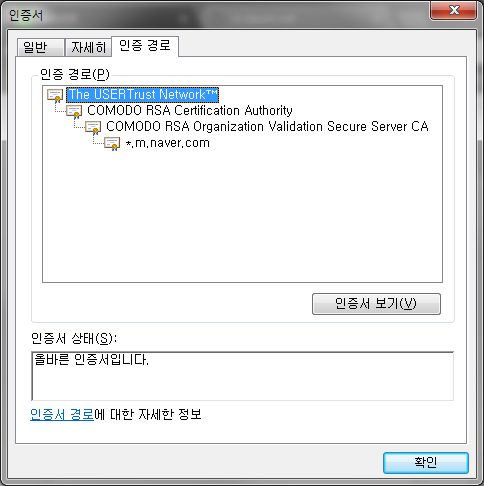 인증서
일반
자세히
인증 경로
인증 경로(P)
The USERTrust Network™
COMODO RSA Certification Authority
COMODO RSA Organization Validation Secure Server CA
*.m.naver.com
인증서 보기(V)
인증서 상태(S):
올바른 인증서입니다.
인증서 경로에 대한 자세한 정보
확인